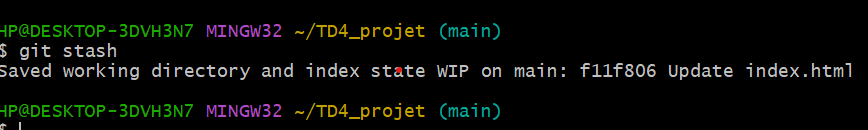 HP@DESKTOP-3DVH3N7 MINGW32 ~/TD4_projet (main)
$ git stash
Saved working directory and index state WIP on main: f11f806 Update index.html
HP@DESKTOP-3DVH3N7 MINGW32 ~/TD4_projet (main)
$